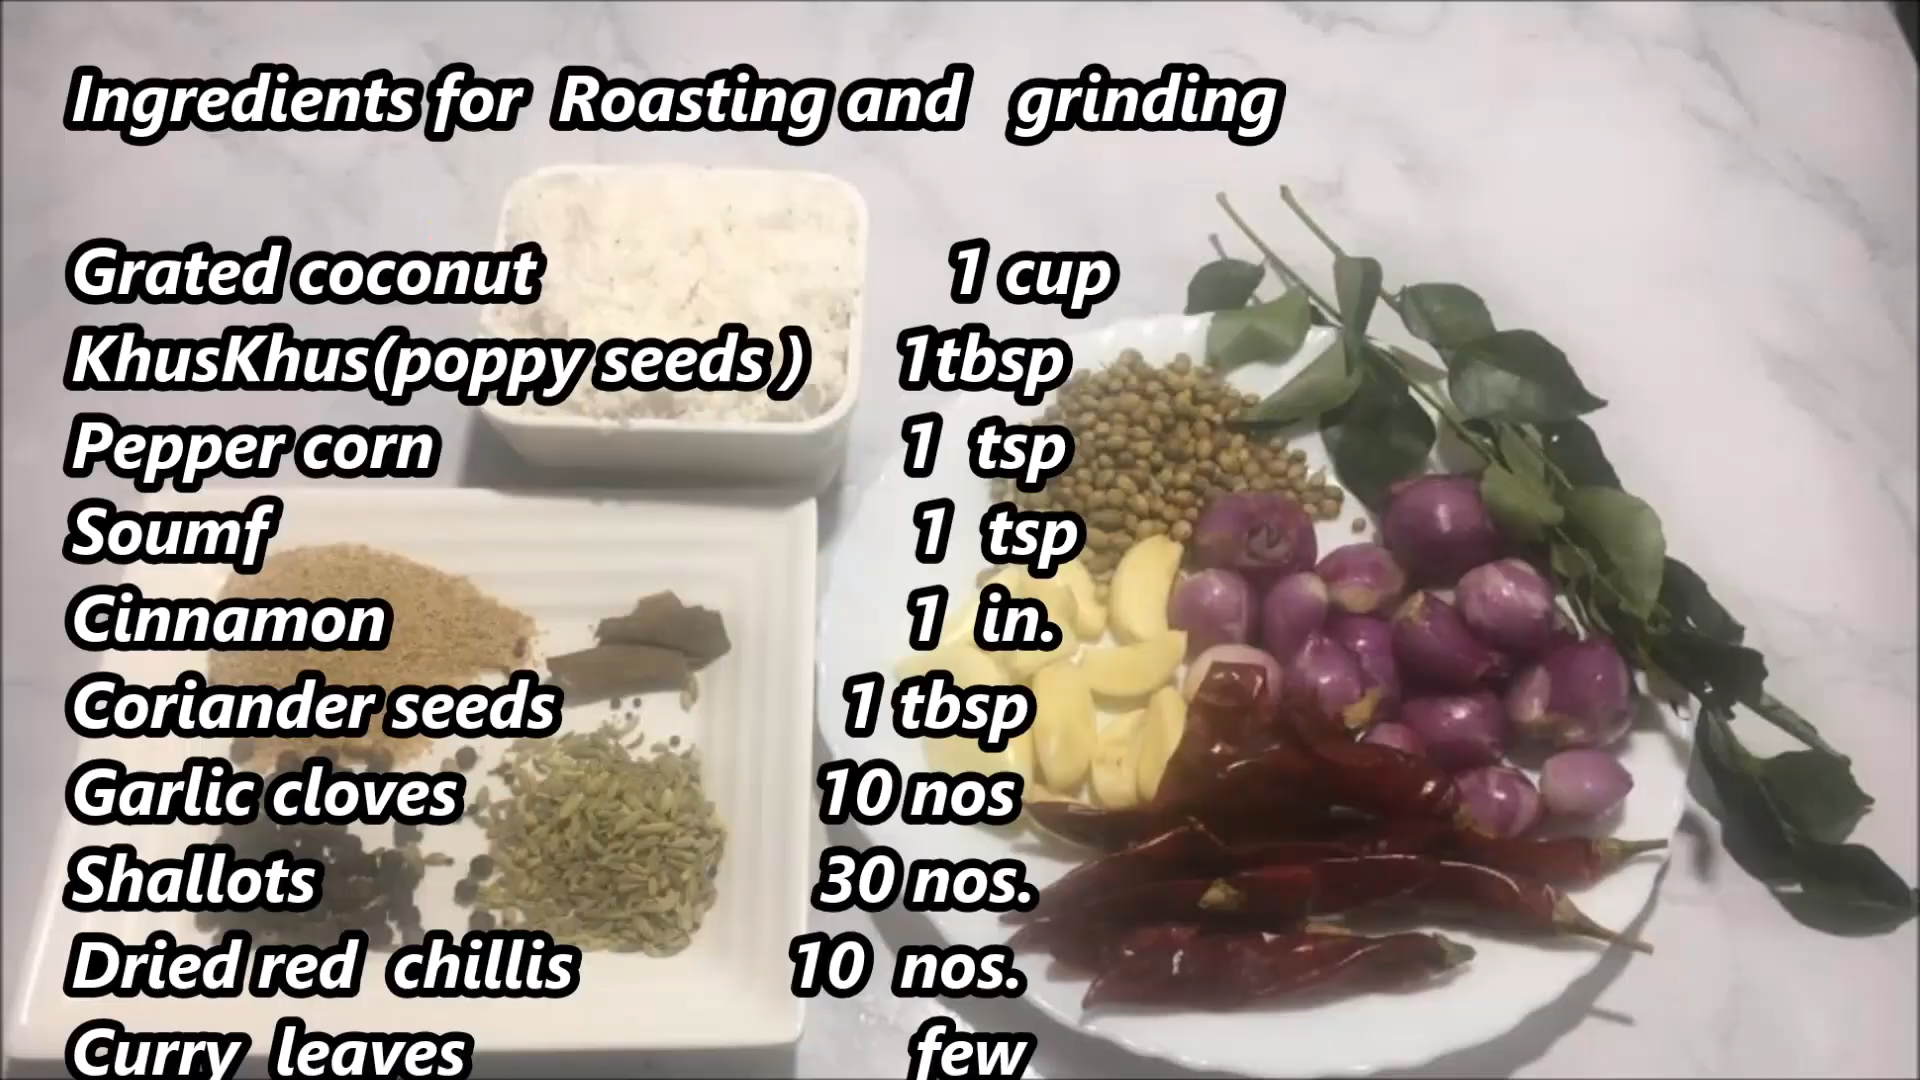 Ingredients for Roasting and grinding
Grated coconut 1 cup
KhusKhus(poppy seeds ) 1tbsp
Pepper corn 1 tsp
Soumf 1 tsp
Cinnamon 1 in.
Coriander seeds 1 tbsp
Garlic cloves 10 nos
Shallots 30 nos.
Dried red chillis 10 nos.
Curry leaves few